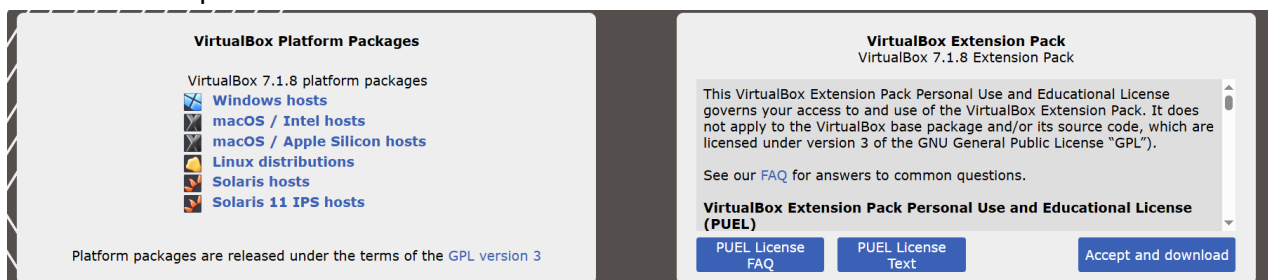 VirtualBox Platform Packages
VirtualBox 7.1.8 platform packages
Windows hosts
macOS / Intel hosts
macOS / Apple Silicon hosts
Linux distributions
Solaris hosts
Solaris 11 IPS hosts
Platform packages are released under the terms of the GPL version 3
VirtualBox Extension Pack
VirtualBox 7.1.8 Extension Pack
This VirtualBox Extension Pack Personal Use and Educational License
governs your access to and use of the VirtualBox Extension Pack. It does
not apply to the VirtualBox base package and/or its source code, which are
licensed under version 3 of the GNU General Public License “GPL”).
See our FAQ for answers to common questions.
VirtualBox Extension Pack Personal Use and Educational License
(PUEL)
PUEL License
FAQ
PUEL License
Text
Accept and download